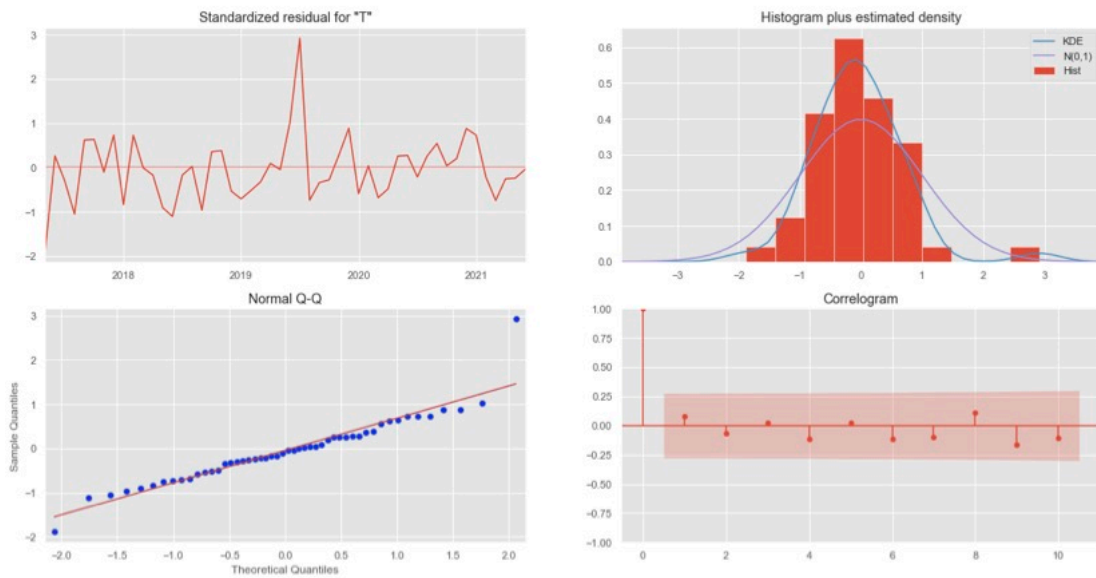 Standardized residual for "T"
3
2
1
0
−1
−2
2018 2019 2020 2021
Histogram plus estimated density
KDE
N(0,1)
Hist
0.6
0.5
0.4
0.3
0.2
0.1
0.0
−3 −2 −1 0 1 2 3
Normal Q-Q
Sample Quantiles
3
2
1
0
−1
−2
−2.0 −1.5 −1.0 −0.5 0.0 0.5 1.0 1.5 2.0
Theoretical Quantiles
Correlogram
1.00
0.75
0.50
0.25
0.00
−0.25
−0.50
−0.75
−1.00
0 2 4 6 8 10